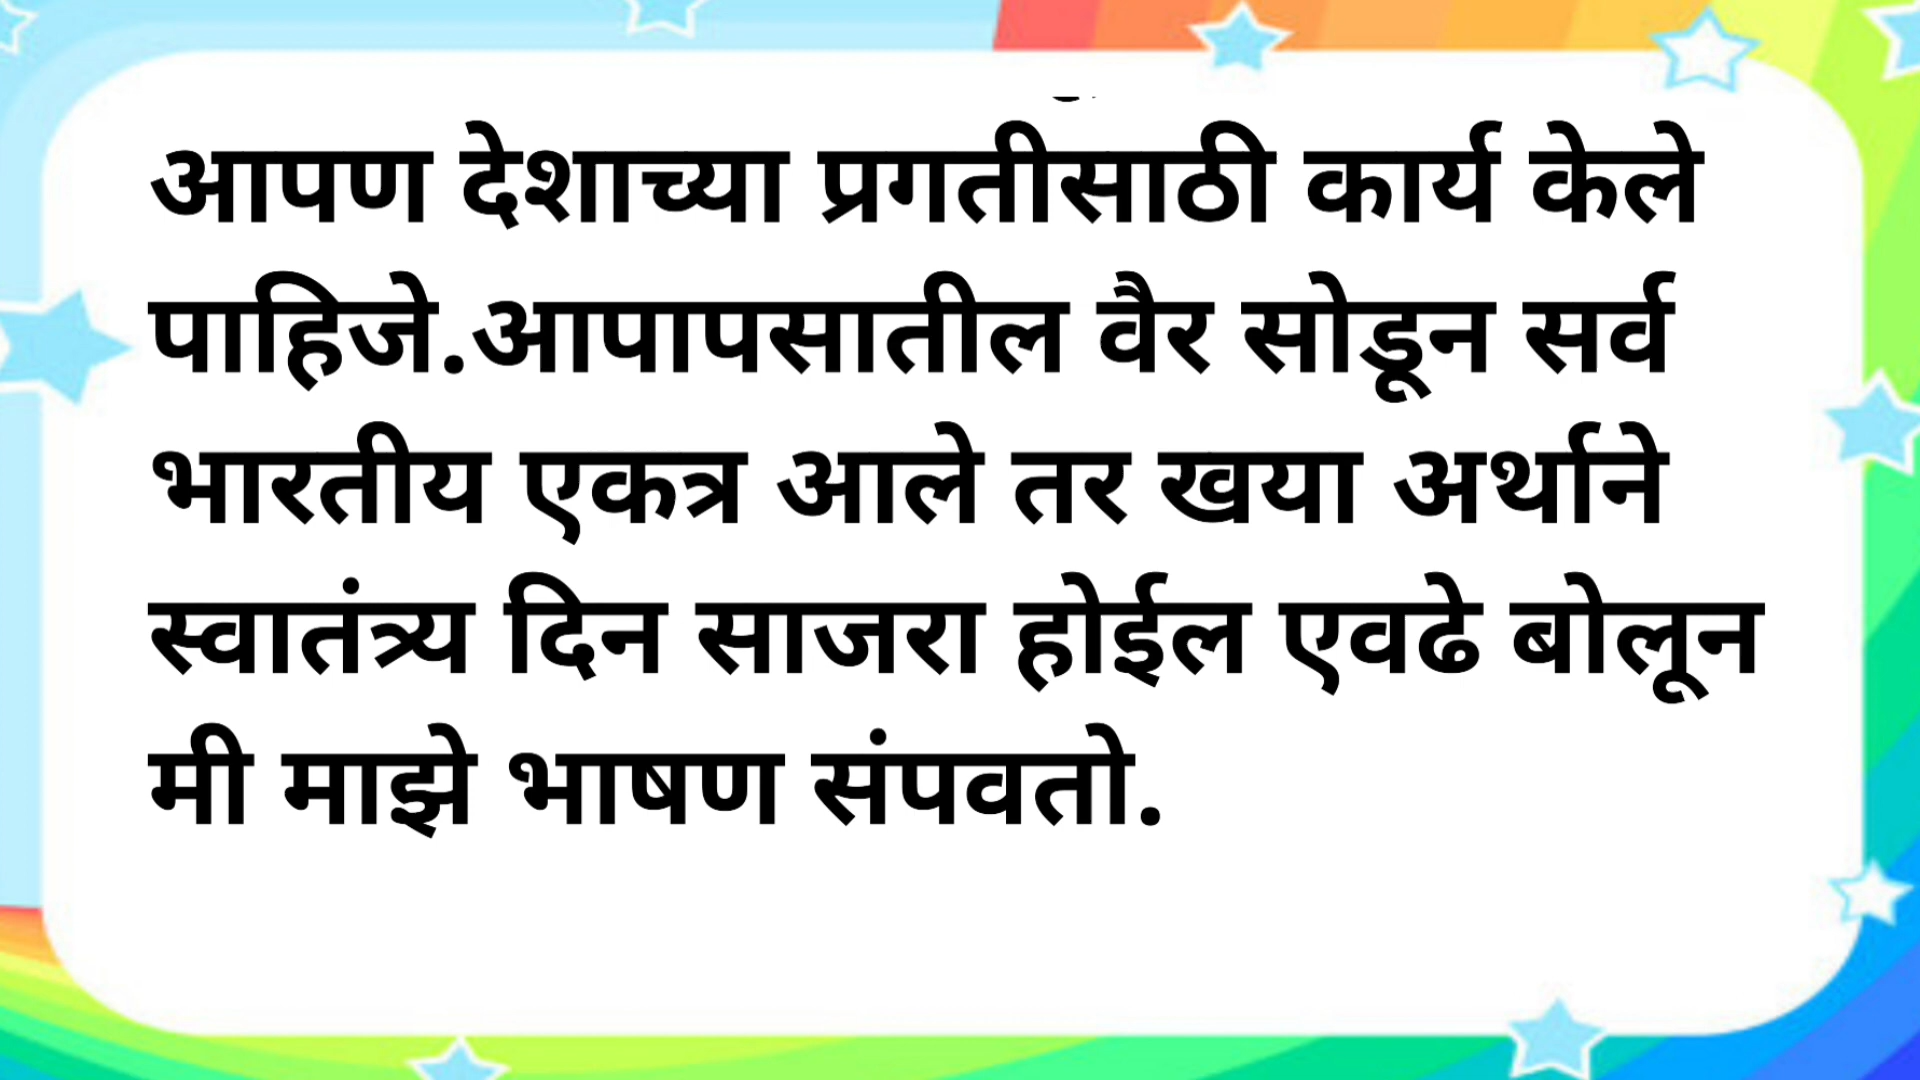 आपण देशाच्या प्रगतीसाठी कार्य केले
पाहिजे.आपापसातील वैर सोडून सर्व
भारतीय एकत्र आले तर खया अर्थाने
स्वातंत्र्य दिन साजरा होईल एवढे बोलून
मी माझे भाषण संपवतो.